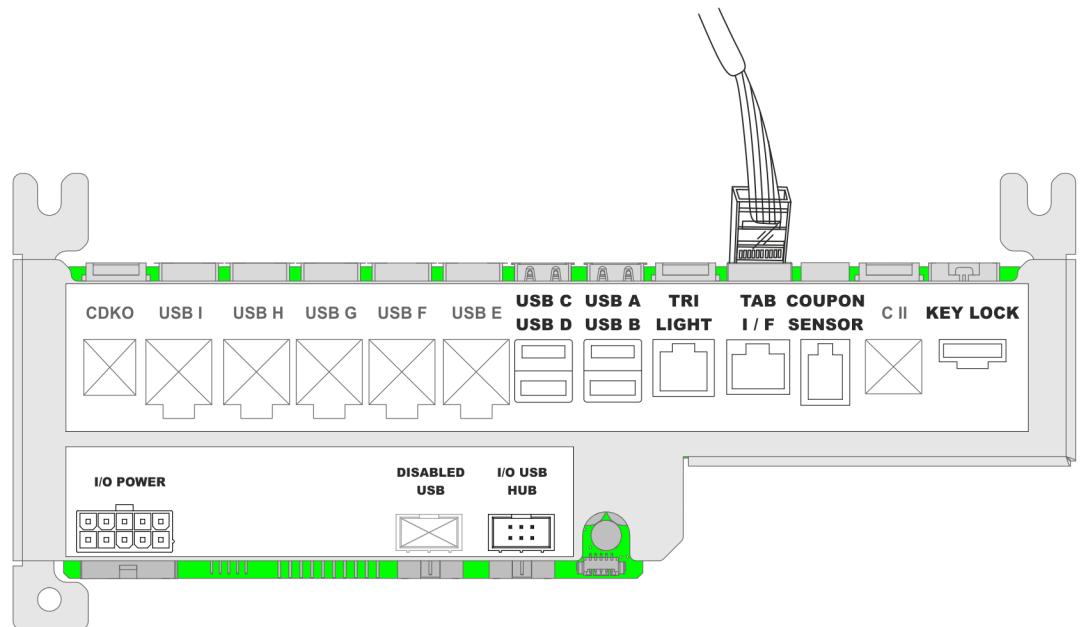 CDKO USB I USB H USB G USB F USB E
USB C
USB D
USB A
USB B
TRI
LIGHT
TAB
I / F
COUPON
SENSOR
C II
KEY LOCK
I/O POWER
DISABLED
USB
I/O USB
HUB